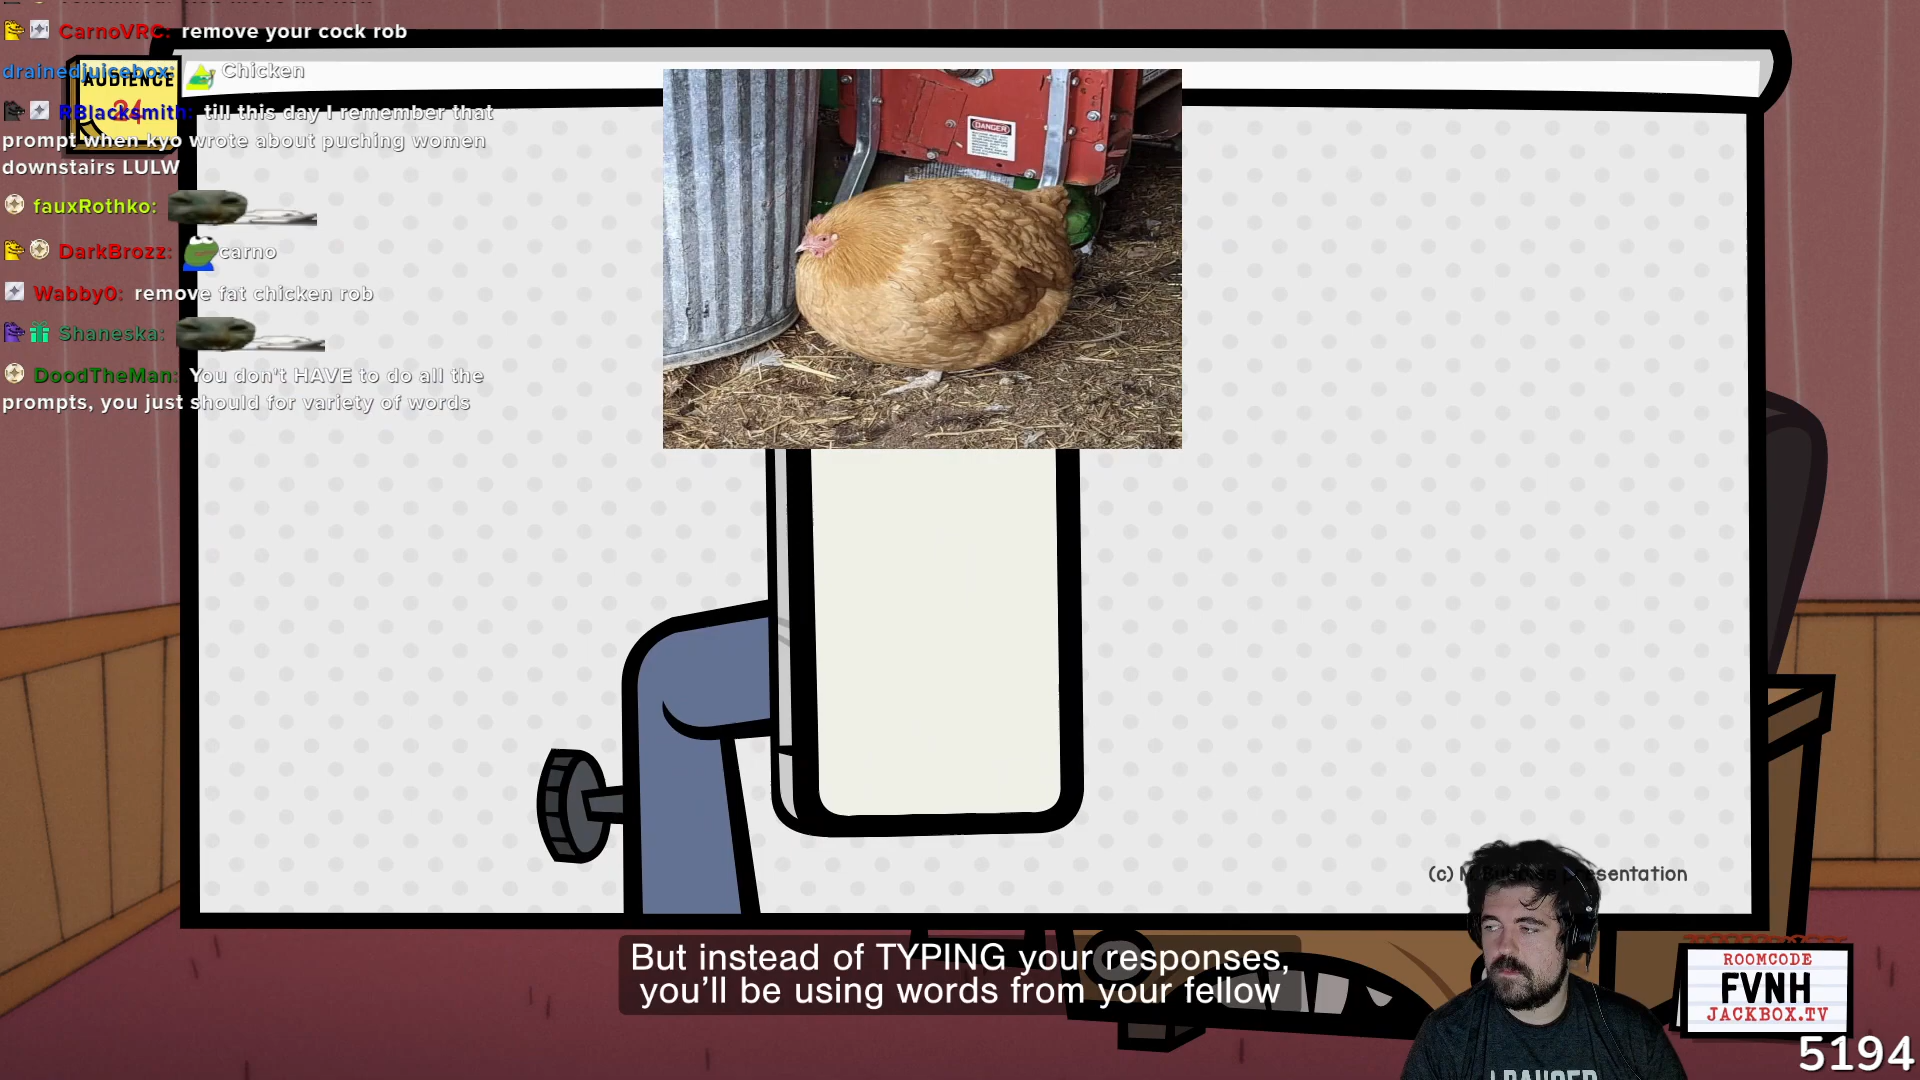 CarnoVRC: remove your cock rob
drainedjuicebox: Chicken
AUDIENCE
24
RBlacksmith: till this day I remember that
prompt when kyo wrote about puching women
downstairs LULW
fauxRothko:
DarkBrozz: carno
Wabby0: remove fat chicken rob
Shaneska:
DoodTheMan: You don't HAVE to do all the
prompts, you just should for variety of words
DANGER
(c) presentation
But instead of TYPING your responses,
you'll be using words from your fellow
ROOMCODE
FVNH
JACKBOX.TV
5194